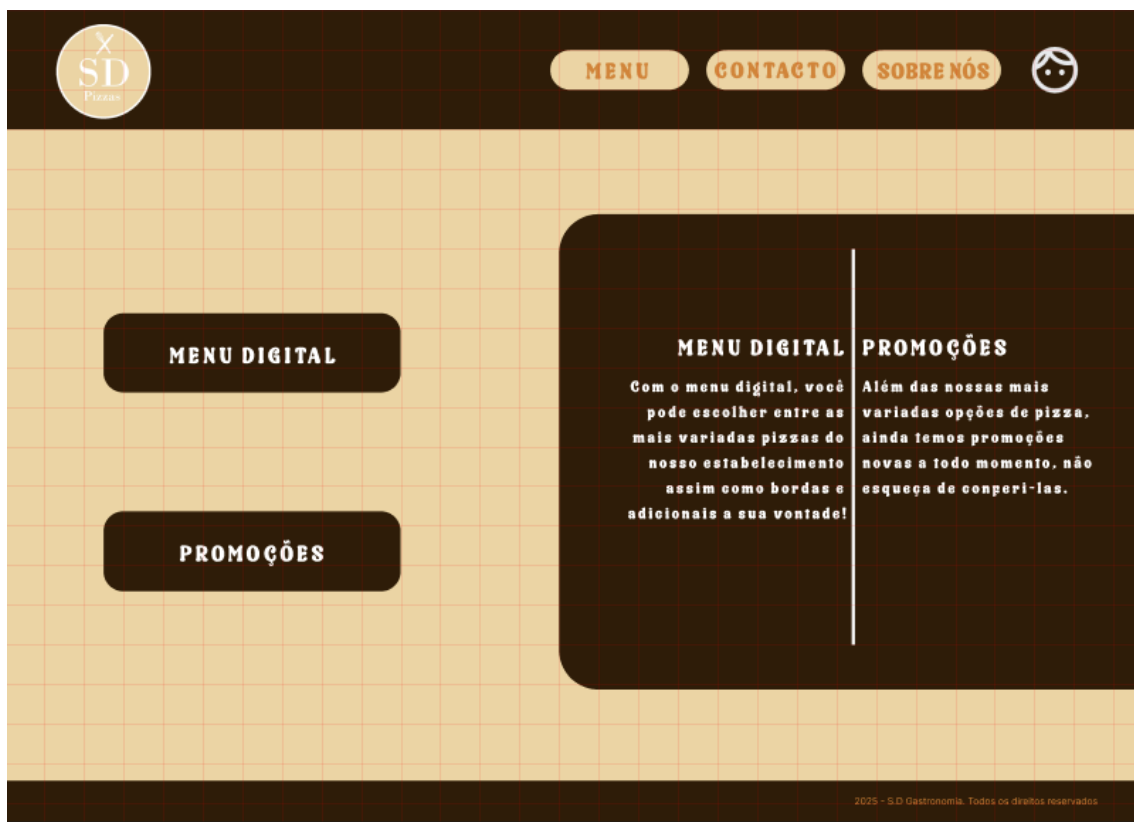 SD
Pizzas
MENU
CONTACTO
SOBRE NÓS
MENU DIGITAL
PROMOÇÕES
MENU DIGITAL
Com o menu digital, você
pode escolher entre as
mais variadas pizzas do
nosso estabelecimento
assim como bordas e
adicionais a sua vontade!
PROMOÇÕES
Além das nossas mais
variadas opções de pizza,
ainda temos promoções
novas a todo momento, não
esqueça de conperi-las.
2025 - S.D Gastronomia. Todos os direitos reservados